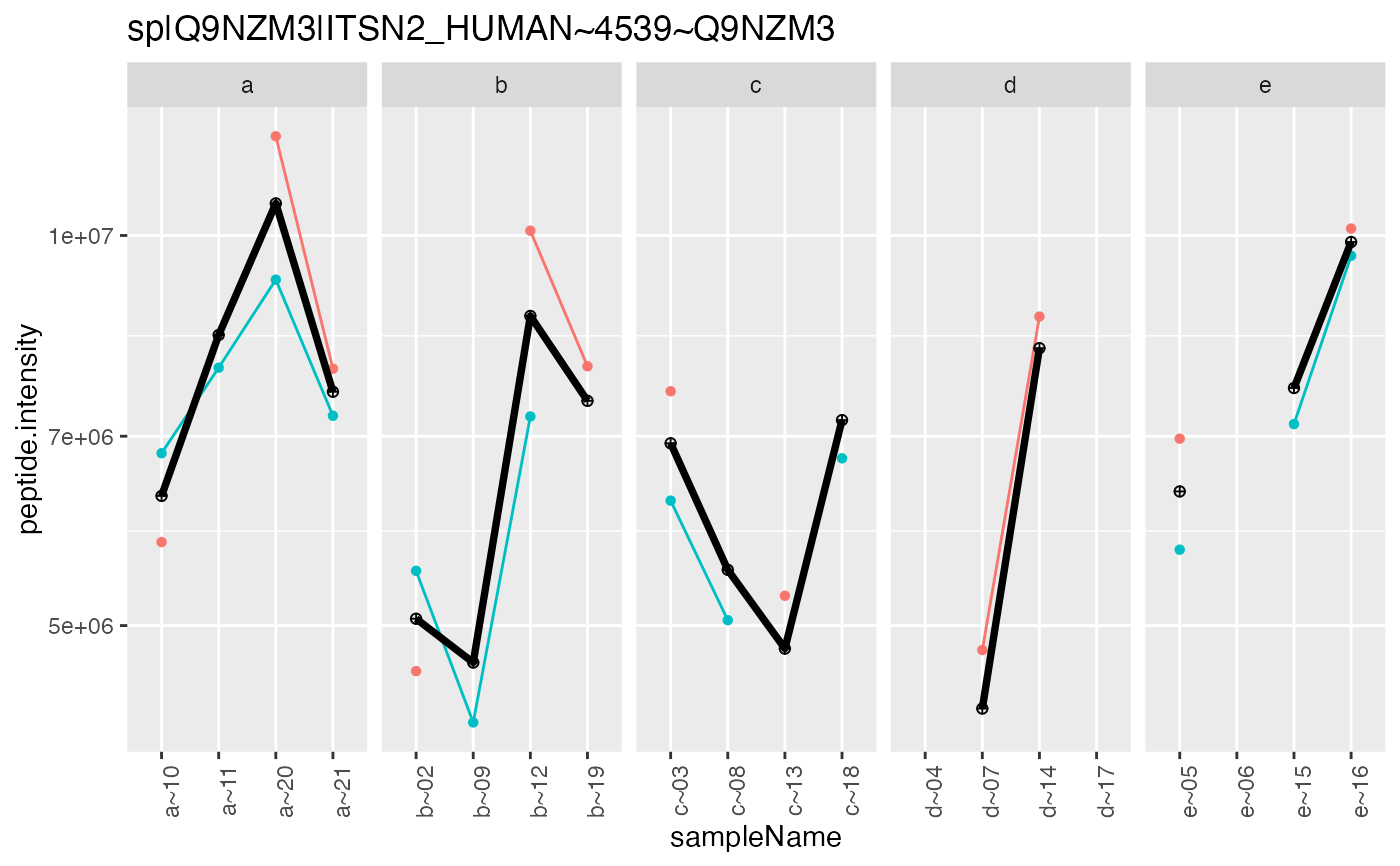 sp|Q9NZM3|ITSN2_HUMAN~4539~Q9NZM3
a b c d e
peptide.intensity
1e+07
7e+06
5e+06
a~10 a~11 a~20 a~21 b~02 b~09 b~12 b~19 c~03 c~08 c~13 c~18 d~04 d~07 d~14 d~17 e~05 e~06 e~15 e~16
sampleName